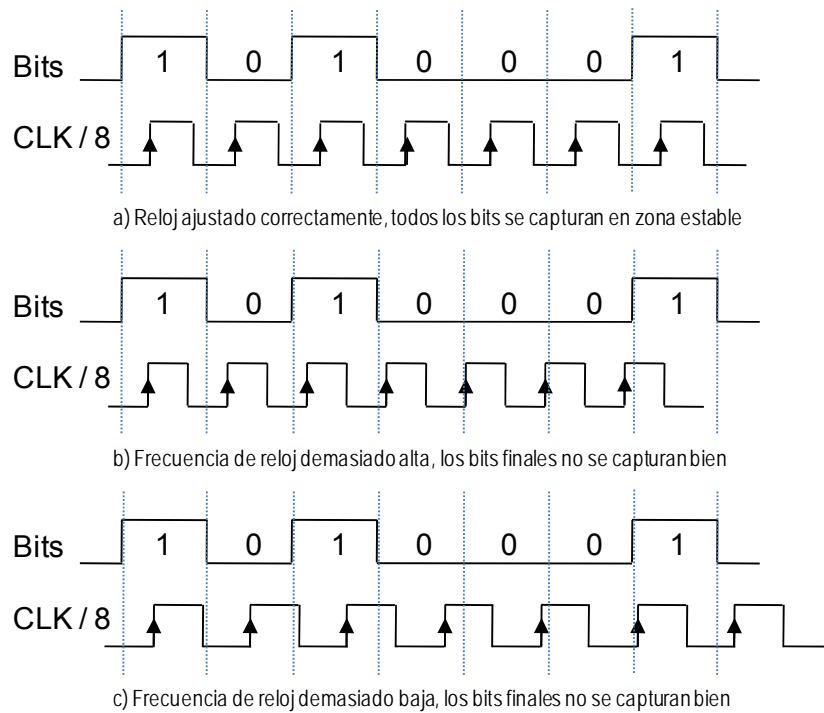 Bits 1 0 1 0 0 0 1
CLK / 8
a) Reloj ajustado correctamente, todos los bits se capturan en zona estable
Bits 1 0 1 0 0 0 1
CLK / 8
b) Frecuencia de reloj demasiado alta, los bits finales no se capturan bien
Bits 1 0 1 0 0 0 1
CLK / 8
c) Frecuencia de reloj demasiado baja, los bits finales no se capturan bien